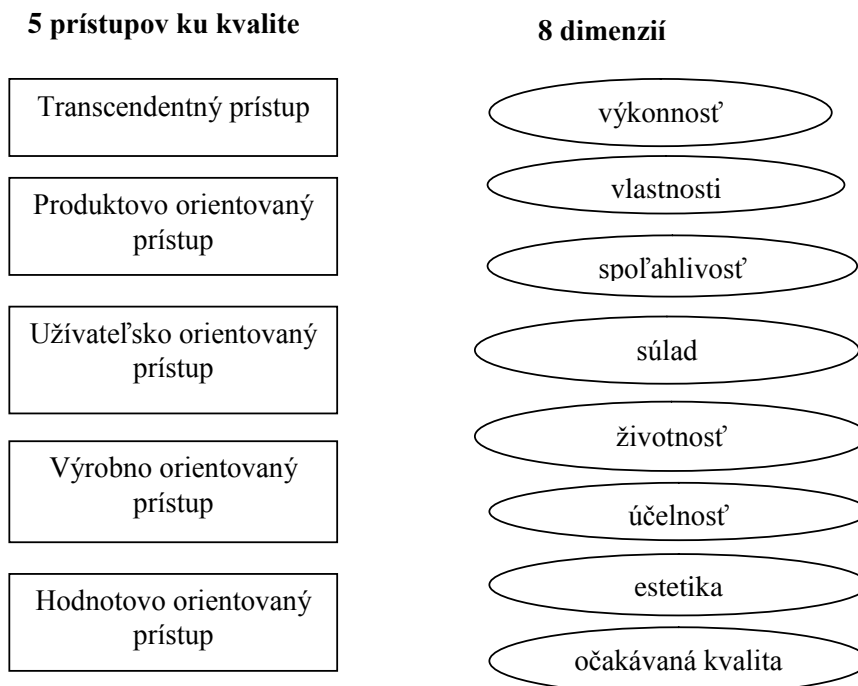 5 prístupov ku kvalite
8 dimenzií
Transcendentný prístup
Produktovo orientovaný
prístup
Užívateľsko orientovaný
prístup
Výrobno orientovaný
prístup
Hodnotovo orientovaný
prístup
výkonnosť
vlastnosti
spoľahlivosť
súlad
životnosť
účelnosť
estetika
očakávaná kvalita